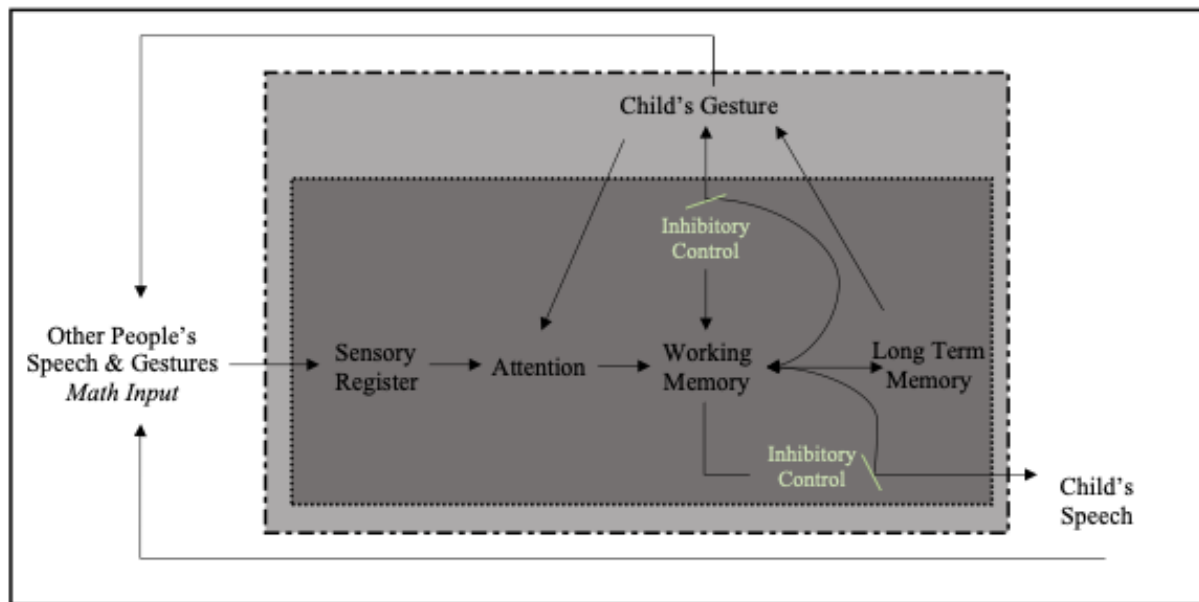 Child's Gesture
Inhibitory
Control
Other People's
Speech & Gestures
Math Input
Sensory
Register
Attention
Working
Memory
Long Term
Memory
Inhibitory
Control
Child's
Speech